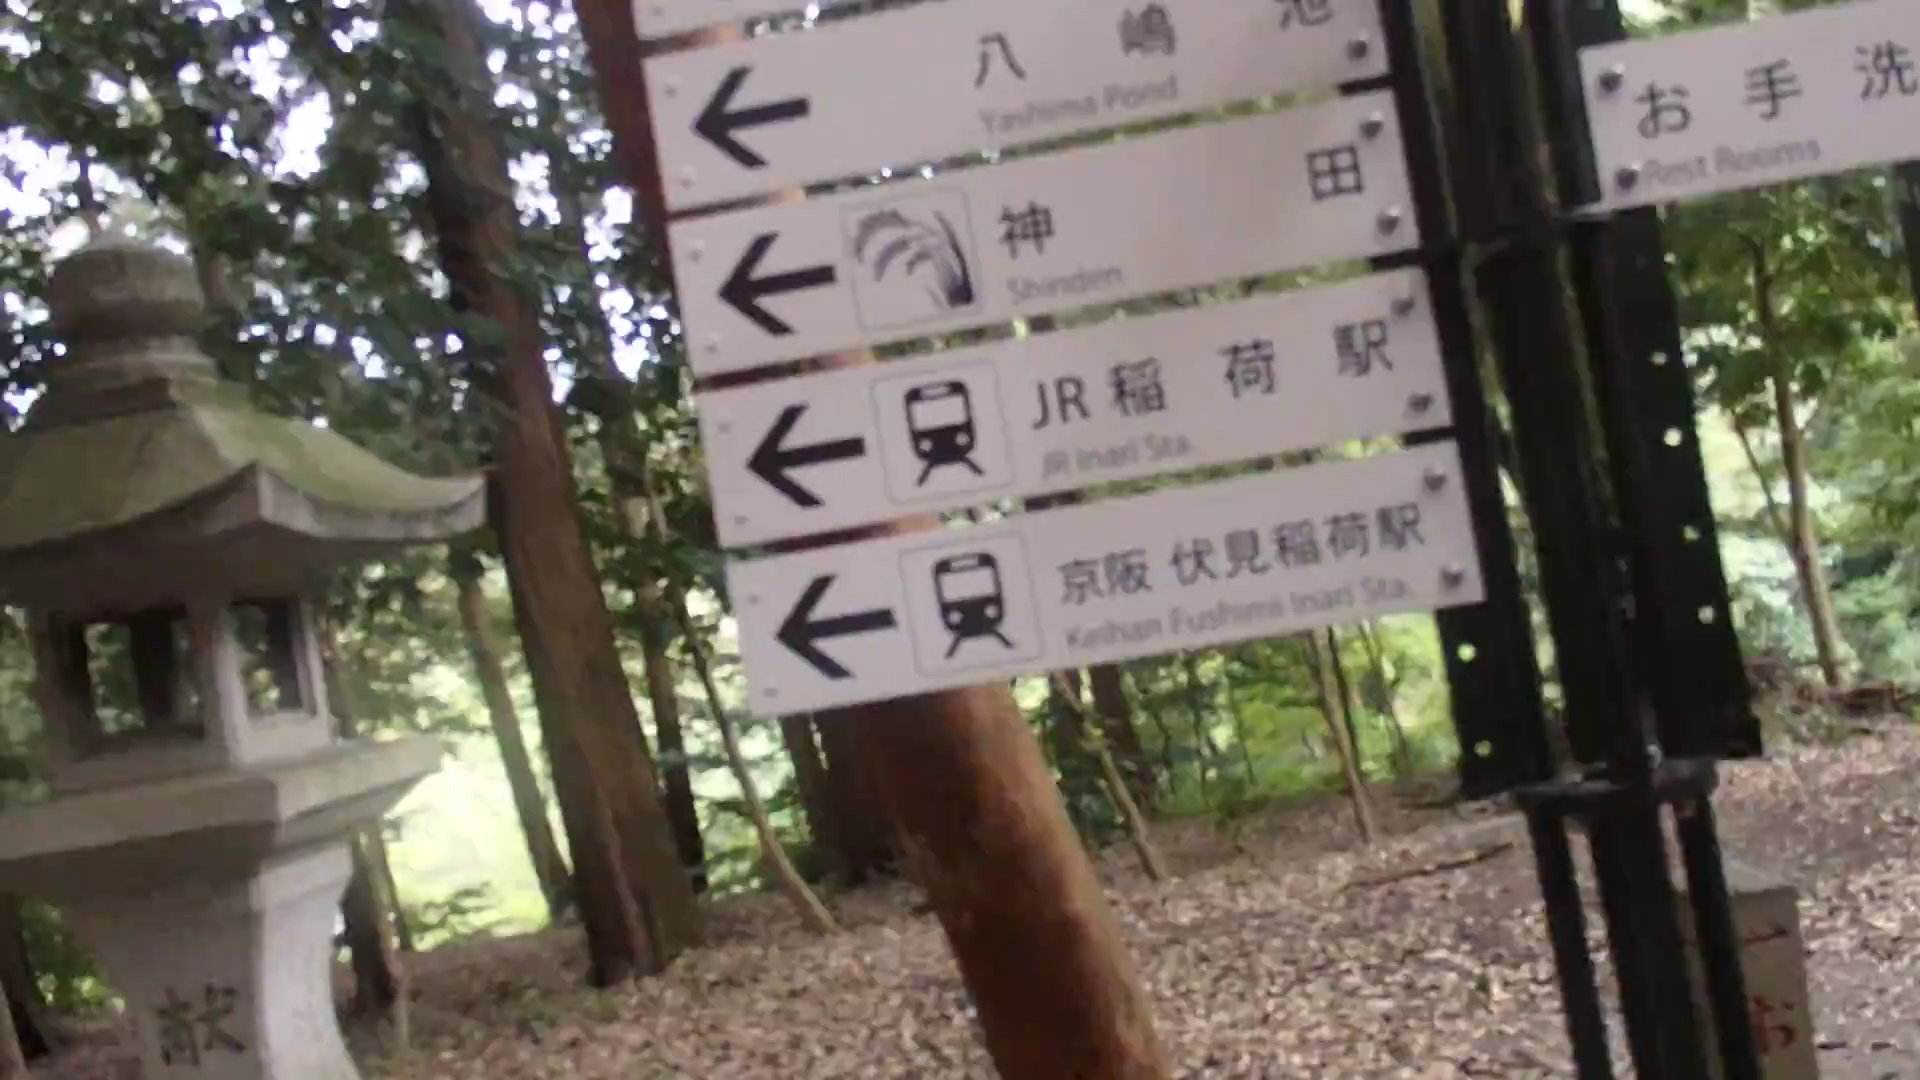 八嶋池
Yashima Pond
神田
Shinden
JR稲荷駅
JR Inari Sta.
京阪 伏見稲荷駅
Keihan Fushimi Inari Sta.
お手洗
Rest Rooms
献
お